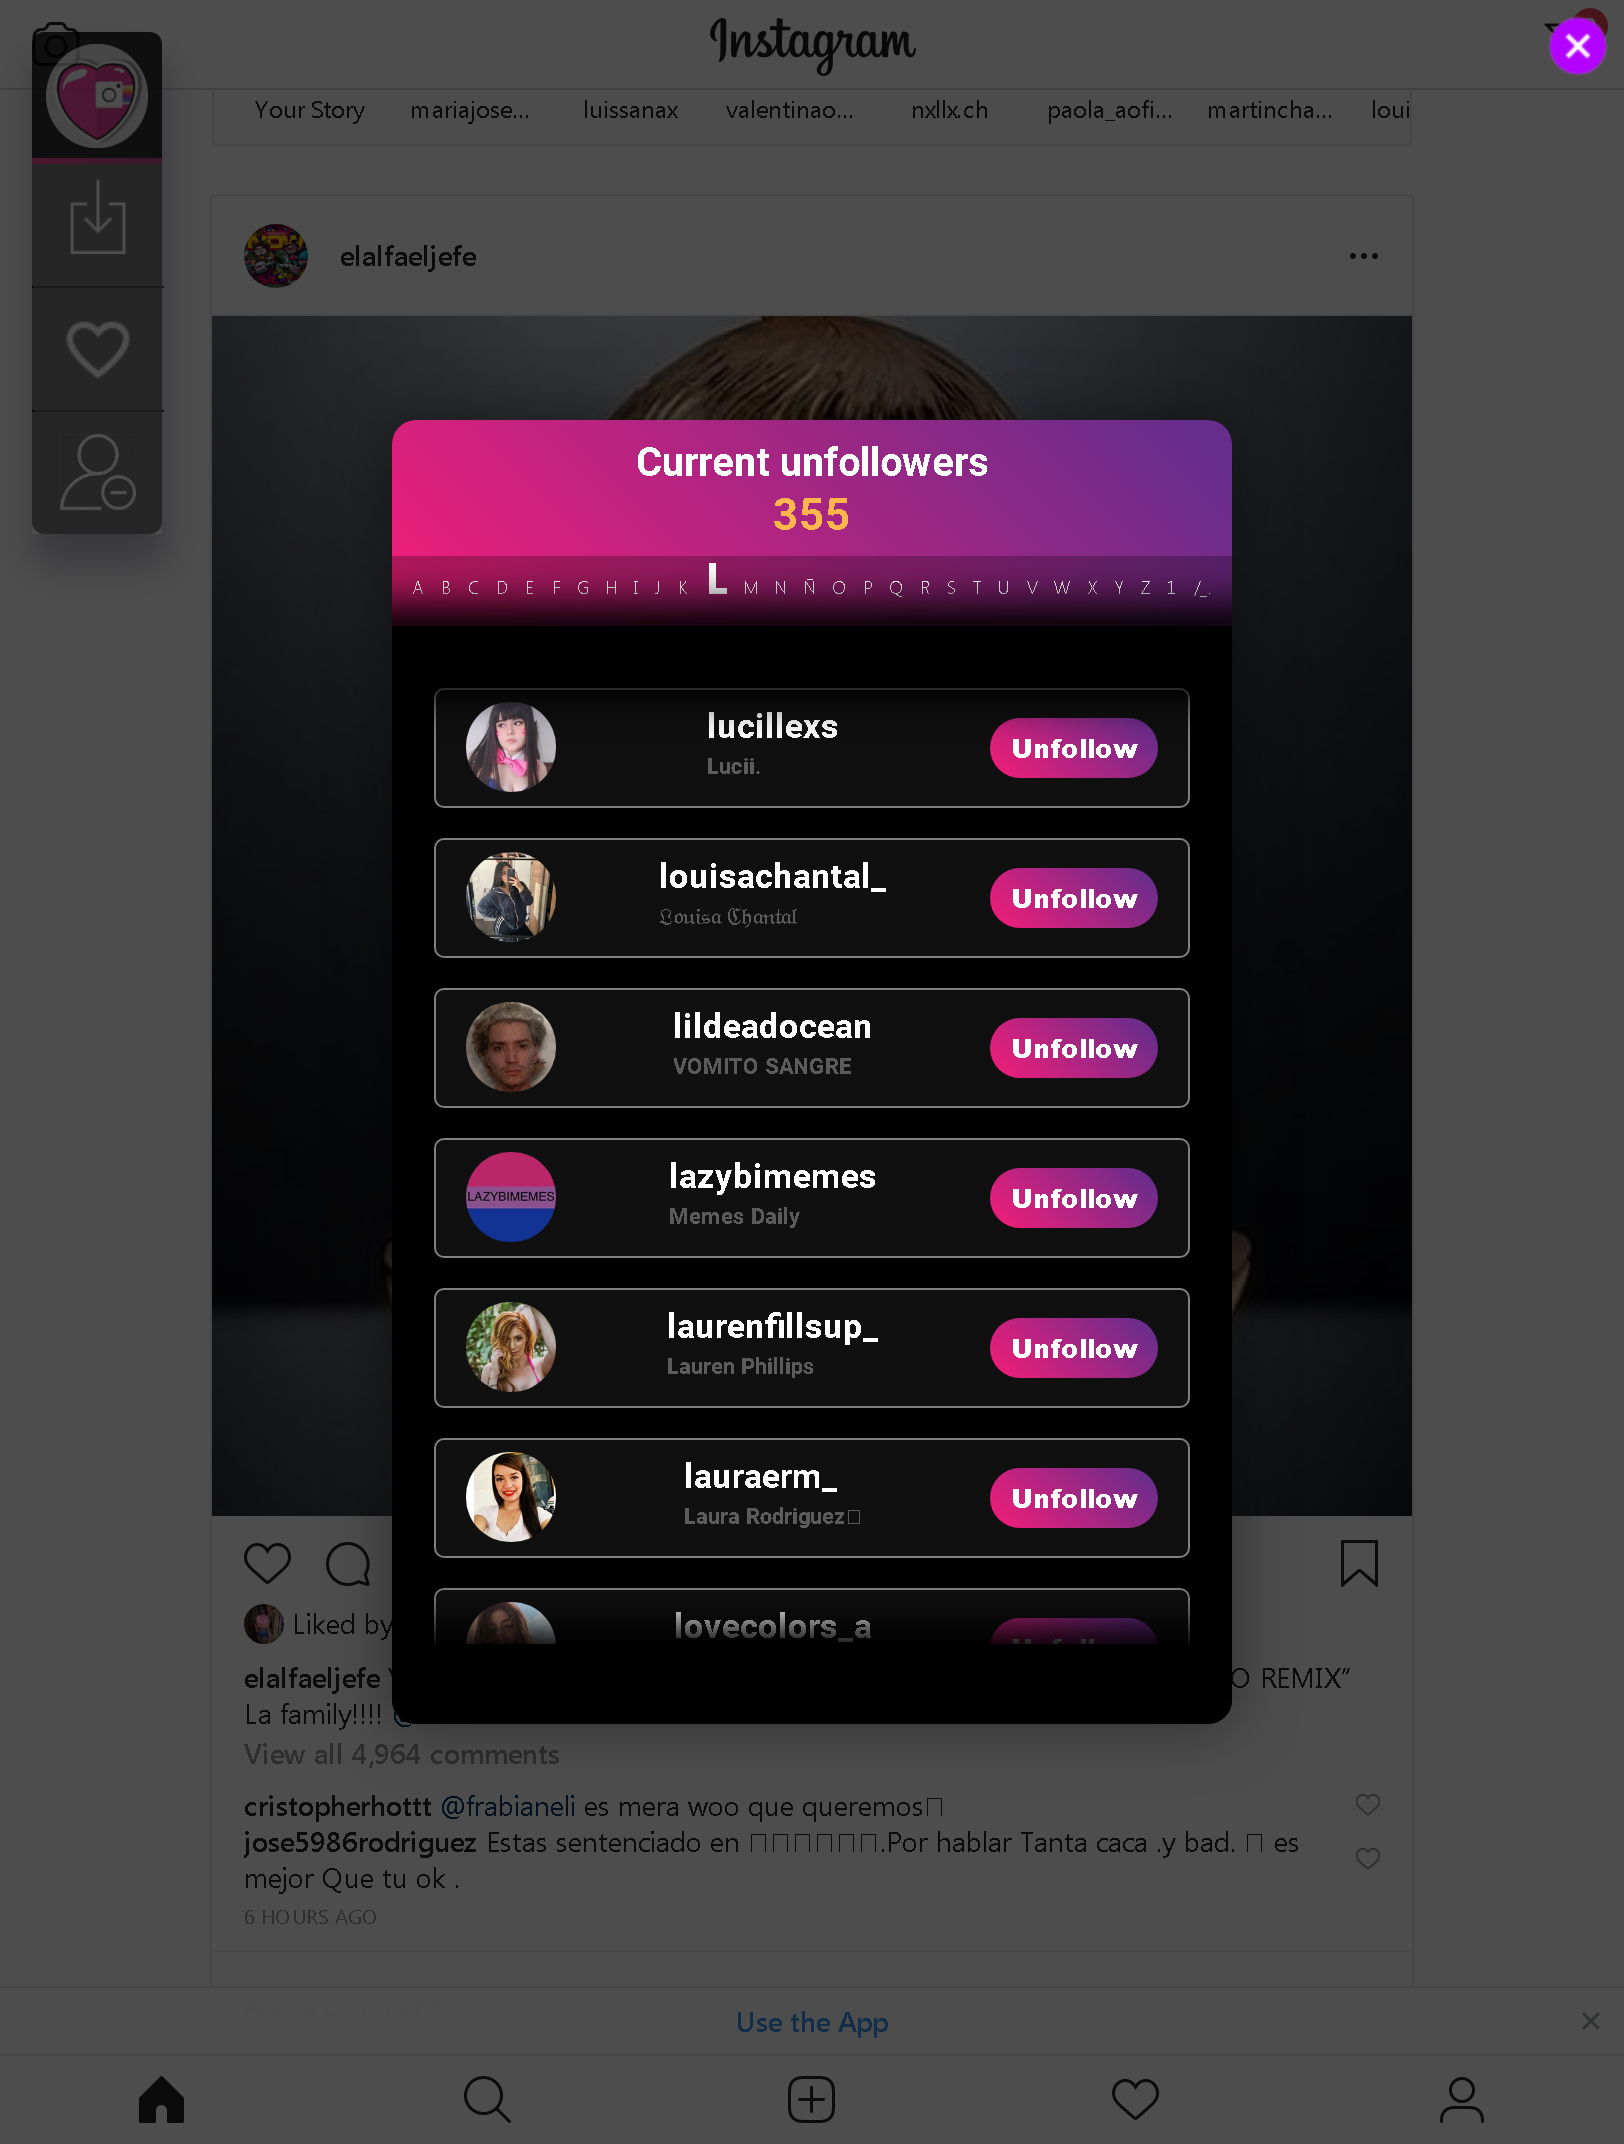 Instagram
Your Story mariajose... luissanax valentinao... nxllx.ch paola_aofi... martincha... loui
elalfaeljefe
Current unfollowers
355
A B C D E F G H I J K L M N Ñ O P Q R S T U V W X Y Z 1 /_.
lucillexs
Lucii.
Unfollow
louisachantal_
𝔏𝔬𝔲𝔦𝔰𝔞 ℭ𝔥𝔞𝔫𝔱𝔞𝔩
Unfollow
lildeadocean
VOMITO SANGRE
Unfollow
lazybimemes
Memes Daily
LAZYBIMEMES
Unfollow
laurenfillsup_
Lauren Phillips
Unfollow
lauraerm_
Laura Rodriguez
Unfollow
lovecolors_a
Liked by
elalfaeljefe O REMIX"
La family!!!! @
View all 4,964 comments
cristopherhottt @frabianeli es mera woo que queremos
jose5986rodriguez Estas sentenciado en .Por hablar Tanta caca .y bad. es
mejor Que tu ok .
6 HOURS AGO
Use the App